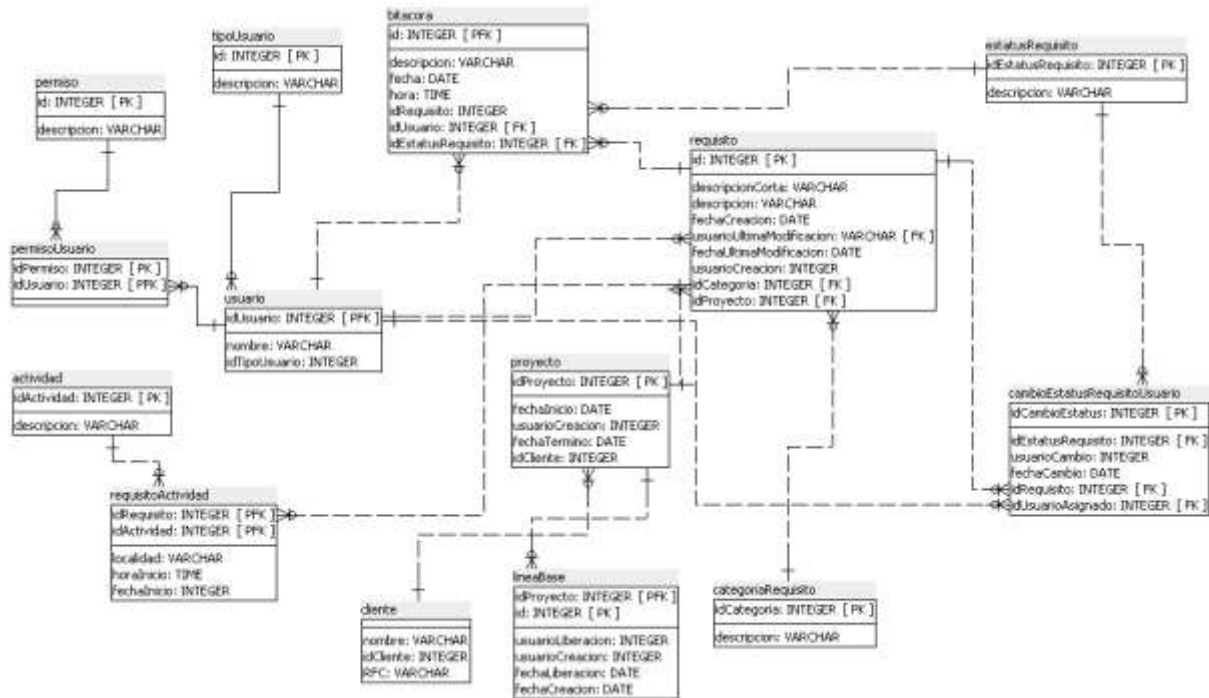 bitacora
id: INTEGER [ PFK ]
descripcion: VARCHAR
fecha: DATE
hora: TIME
idRequisito: INTEGER
idUsuario: INTEGER [ FK ]
idEstatusRequisito: INTEGER [ FK ]
tipoUsuario
id: INTEGER [ PK ]
descripcion: VARCHAR
estatusRequisito
idEstatusRequisito: INTEGER [ PK ]
descripcion: VARCHAR
permiso
id: INTEGER [ PK ]
descripcion: VARCHAR
requisito
id: INTEGER [ PK ]
descripcionCorta: VARCHAR
descripcion: VARCHAR
fechaCreacion: DATE
usuarioUltimaModificacion: VARCHAR [ FK ]
fechaUltimaModificacion: DATE
usuarioCreacion: INTEGER
idCategoria: INTEGER [ FK ]
idProyecto: INTEGER [ FK ]
permisoUsuario
idPermiso: INTEGER [ PK ]
idUsuario: INTEGER [ PFK ]
usuario
idUsuario: INTEGER [ PFK ]
nombre: VARCHAR
idTipoUsuario: INTEGER
proyecto
idProyecto: INTEGER [ PK ]
fechaInicio: DATE
usuarioCreacion: INTEGER
fechaTermino: DATE
idCliente: INTEGER
actividad
idActividad: INTEGER [ PK ]
descripcion: VARCHAR
cambioEstatusRequisitoUsuario
idCambioEstatus: INTEGER [ PK ]
idEstatusRequisito: INTEGER [ FK ]
usuarioCambio: INTEGER
fechaCambio: DATE
idRequisito: INTEGER [ FK ]
idUsuarioAsignado: INTEGER [ FK ]
requisitoActividad
idRequisito: INTEGER [ PFK ]
idActividad: INTEGER [ PFK ]
localidad: VARCHAR
horaInicio: TIME
fechaInicio: INTEGER
cliente
nombre: VARCHAR
idCliente: INTEGER
RFC: VARCHAR
lineaBase
idProyecto: INTEGER [ PFK ]
id: INTEGER [ PK ]
usuarioLiberacion: INTEGER
usuarioCreacion: INTEGER
fechaLiberacion: DATE
fechaCreacion: DATE
categoriaRequisito
idCategoria: INTEGER [ PK ]
descripcion: VARCHAR